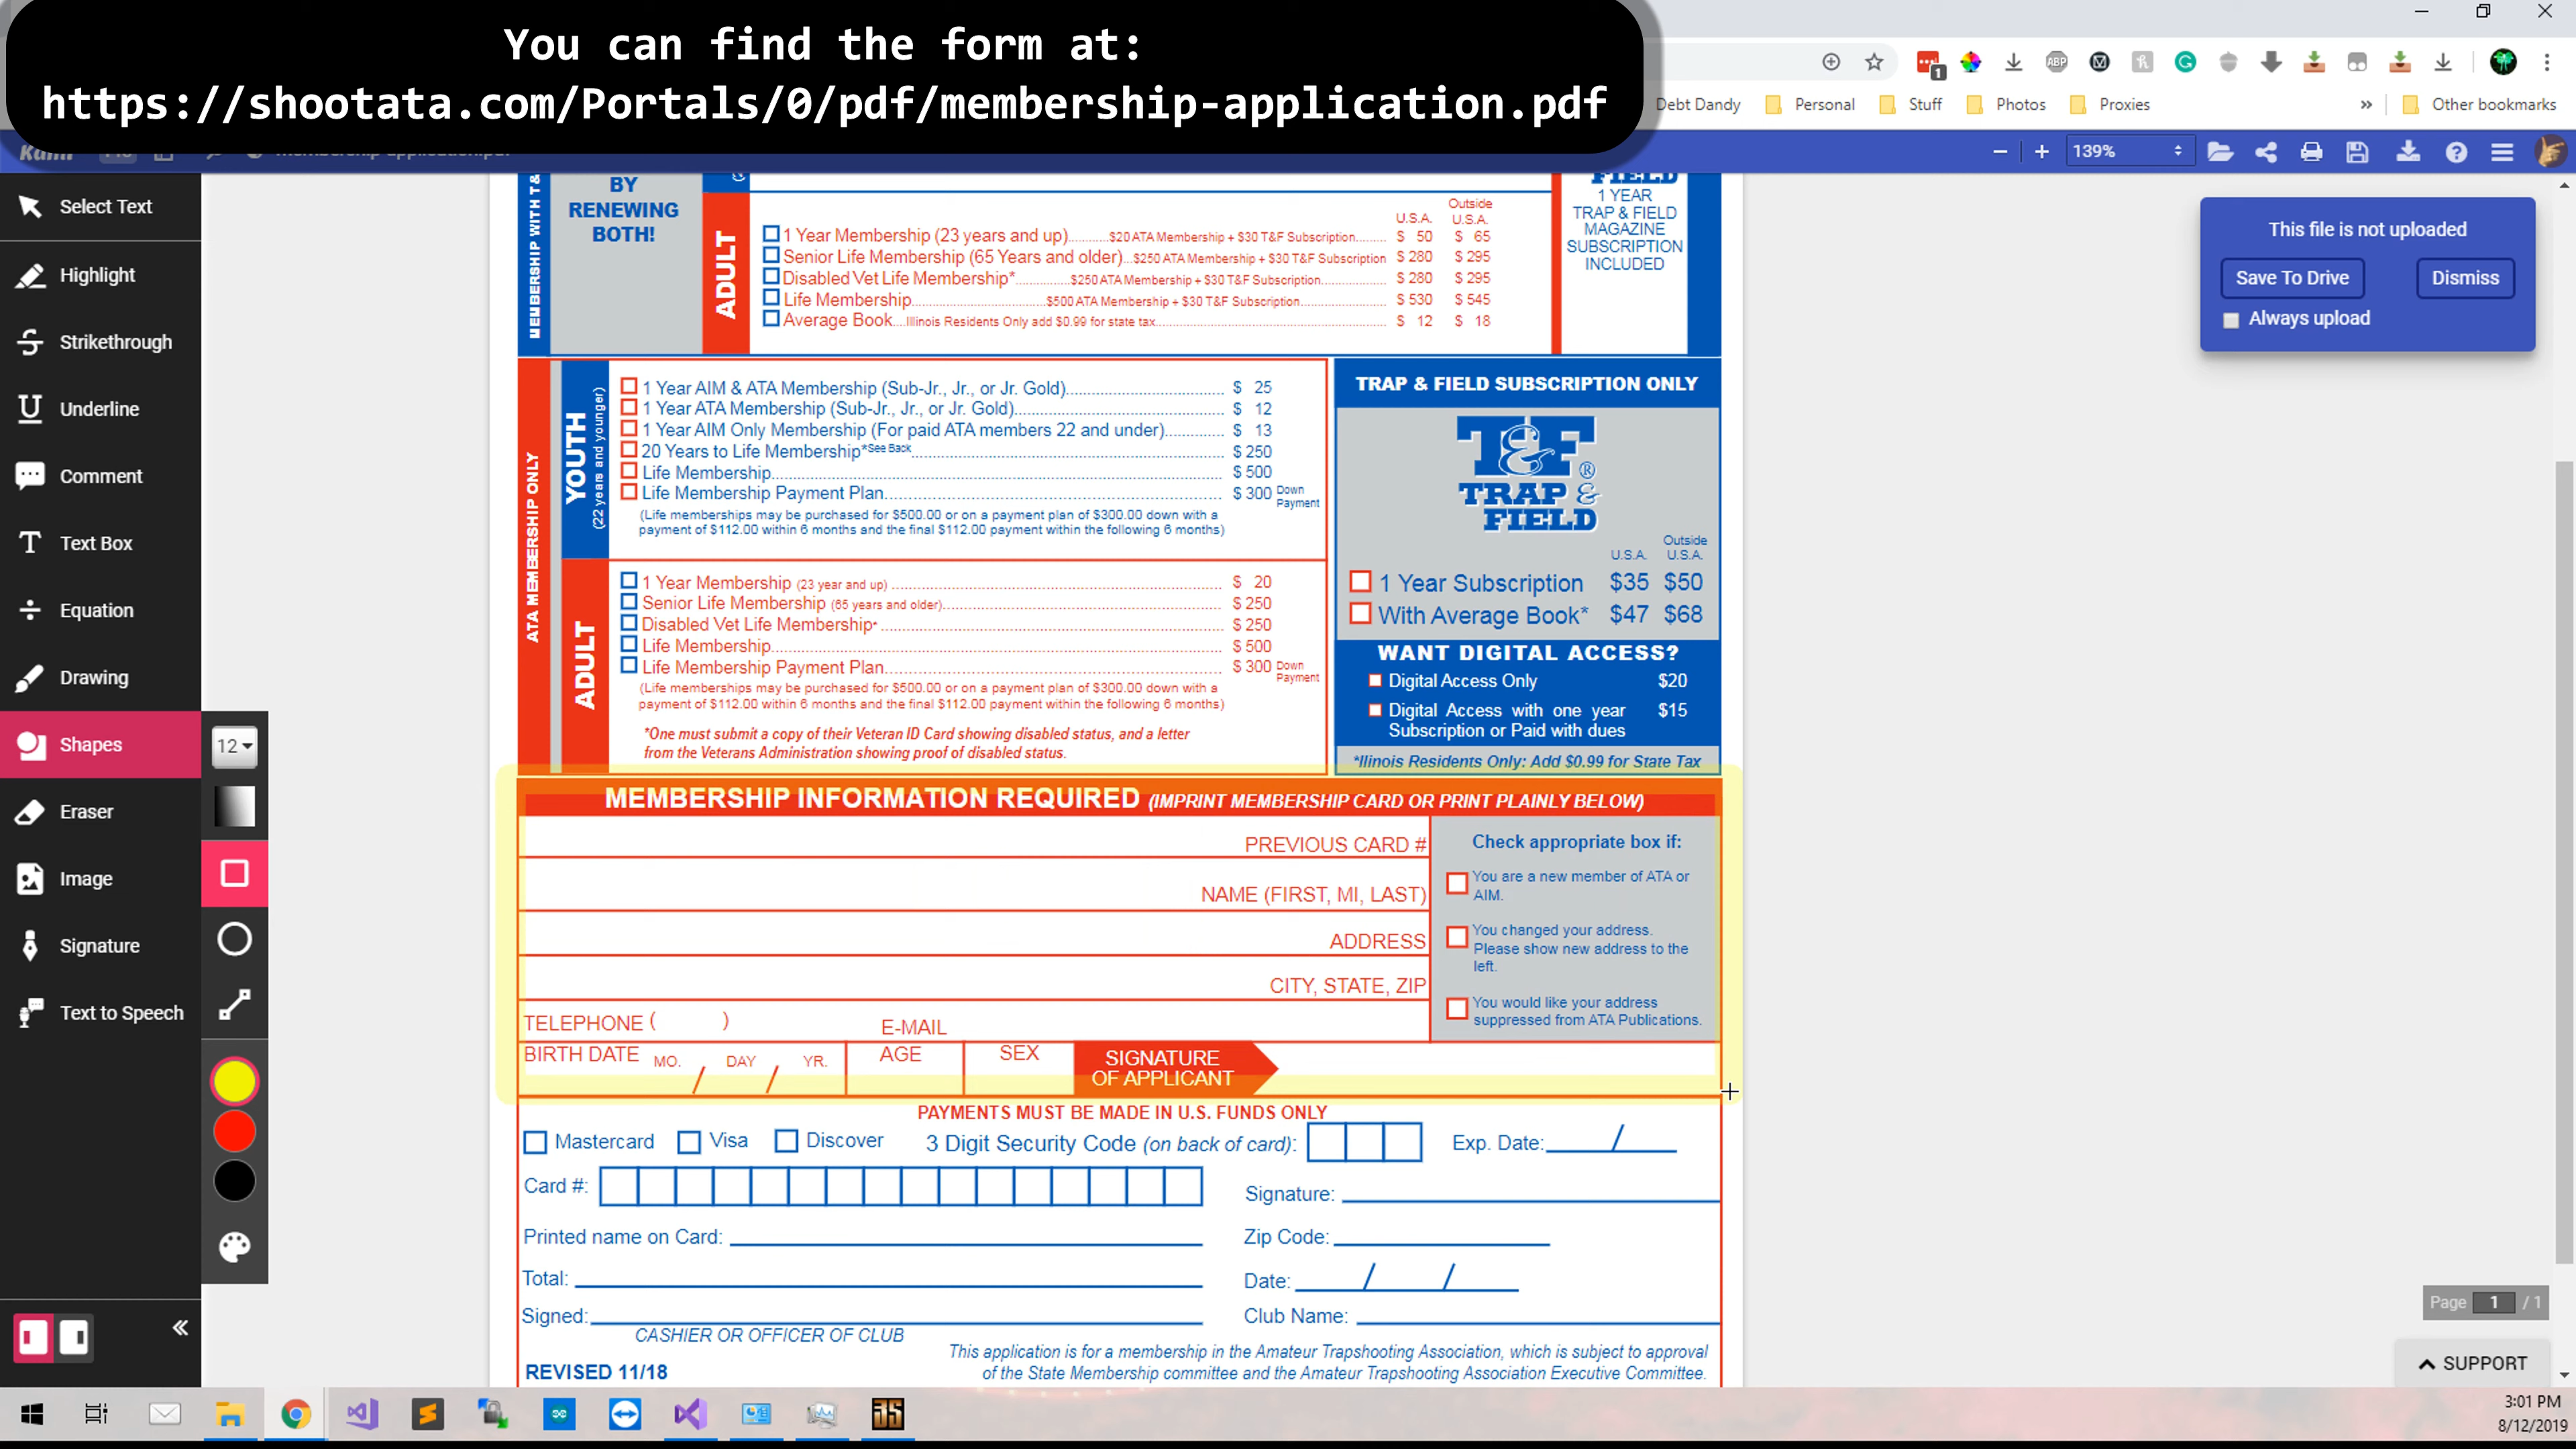 You can find the form at:
https://shootata.com/Portals/0/pdf/membership-application.pdf
1
Debt Dandy
Personal
Stuff
Photos
Proxies
»
Other bookmarks
139%
Select Text
Highlight
Strikethrough
Underline
Comment
Text Box
Equation
Drawing
Shapes
Eraser
Image
Signature
Text to Speech
12
This file is not uploaded
Save To Drive
Dismiss
Always upload
MEMBERSHIP WITH T&
BY
RENEWING
BOTH!
ADULT
U.S.A.
Outside
U.S.A.
1 Year Membership (23 years and up)..........$20 ATA Membership + $30 T&F Subscription........ $ 50 $ 65
Senior Life Membership (65 Years and older)...$250 ATA Membership + $30 T&F Subscription $ 280 $ 295
Disabled Vet Life Membership*..............$250 ATA Membership + $30 T&F Subscription................ $ 280 $ 295
Life Membership..................................$500 ATA Membership + $30 T&F Subscription..................... $ 530 $ 545
Average Book....Illinois Residents Only add $0.99 for state tax......................................................... $ 12 $ 18
FIELD
1 YEAR
TRAP & FIELD
MAGAZINE
SUBSCRIPTION
INCLUDED
ATA MEMBERSHIP ONLY
YOUTH
(22 years and younger)
1 Year AIM & ATA Membership (Sub-Jr., Jr., or Jr. Gold)....................................... $ 25
1 Year ATA Membership (Sub-Jr., Jr., or Jr. Gold)................................................... $ 12
1 Year AIM Only Membership (For paid ATA members 22 and under)............... $ 13
20 Years to Life Membership*See Back.............................................................................. $ 250
Life Membership.............................................................................................................. $ 500
Life Membership Payment Plan.................................................................................... $ 300 Down
Payment
(Life memberships may be purchased for $500.00 or on a payment plan of $300.00 down with a
payment of $112.00 within 6 months and the final $112.00 payment within the following 6 months)
ADULT
1 Year Membership (23 year and up) ................................................................................ $ 20
Senior Life Membership (65 years and older)..................................................................... $ 250
Disabled Vet Life Membership* ..................................................................................... $ 250
Life Membership.............................................................................................................. $ 500
Life Membership Payment Plan.................................................................................... $ 300 Down
Payment
(Life memberships may be purchased for $500.00 or on a payment plan of $300.00 down with a
payment of $112.00 within 6 months and the final $112.00 payment within the following 6 months)
*One must submit a copy of their Veteran ID Card showing disabled status, and a letter
from the Veterans Administration showing proof of disabled status.
TRAP & FIELD SUBSCRIPTION ONLY
T&F®
TRAP &
FIELD
U.S.A.
Outside
U.S.A.
1 Year Subscription $35 $50
With Average Book* $47 $68
WANT DIGITAL ACCESS?
Digital Access Only $20
Digital Access with one year $15
Subscription or Paid with dues
*Ilinois Residents Only: Add $0.99 for State Tax
MEMBERSHIP INFORMATION REQUIRED (IMPRINT MEMBERSHIP CARD OR PRINT PLAINLY BELOW)
PREVIOUS CARD #
NAME (FIRST, MI, LAST)
ADDRESS
CITY, STATE, ZIP
TELEPHONE ( )
E-MAIL
BIRTH DATE MO. / DAY / YR.
AGE
SEX
SIGNATURE
OF APPLICANT
Check appropriate box if:
You are a new member of ATA or
AIM.
You changed your address.
Please show new address to the
left.
You would like your address
suppressed from ATA Publications.
PAYMENTS MUST BE MADE IN U.S. FUNDS ONLY
Mastercard Visa Discover 3 Digit Security Code (on back of card): Exp. Date: /
Card #:
Signature:
Printed name on Card:
Zip Code:
Total:
Date: / /
Signed:
Club Name:
CASHIER OR OFFICER OF CLUB
This application is for a membership in the Amateur Trapshooting Association, which is subject to approval
of the State Membership committee and the Amateur Trapshooting Association Executive Committee.
REVISED 11/18
Page 1 / 1
SUPPORT
3:01 PM
8/12/2019